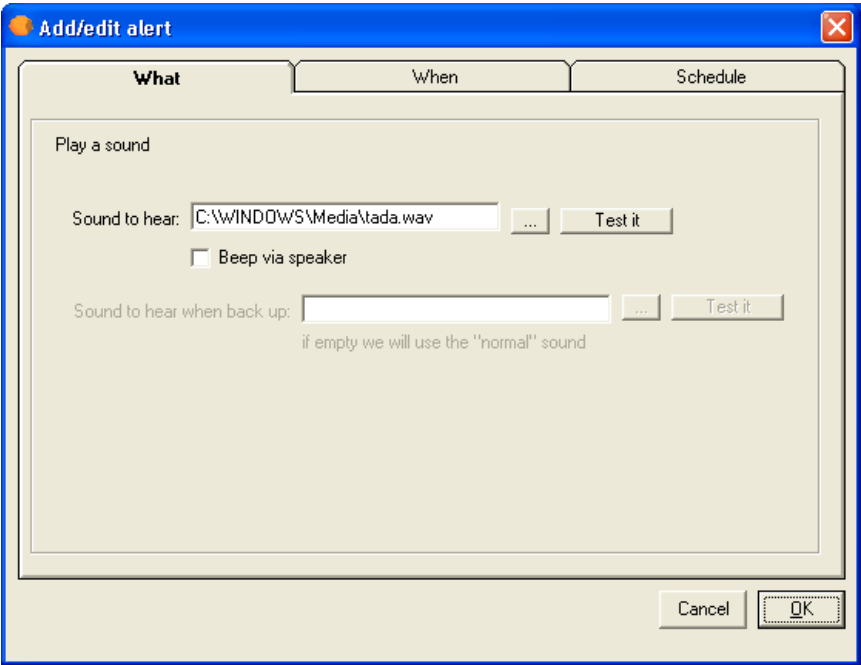 Add/edit alert
What When Schedule
Play a sound
Sound to hear: C:\WINDOWS\Media\tada.wav ... Test it
Beep via speaker
Sound to hear when back up: ... Test it
if empty we will use the "normal" sound
Cancel OK